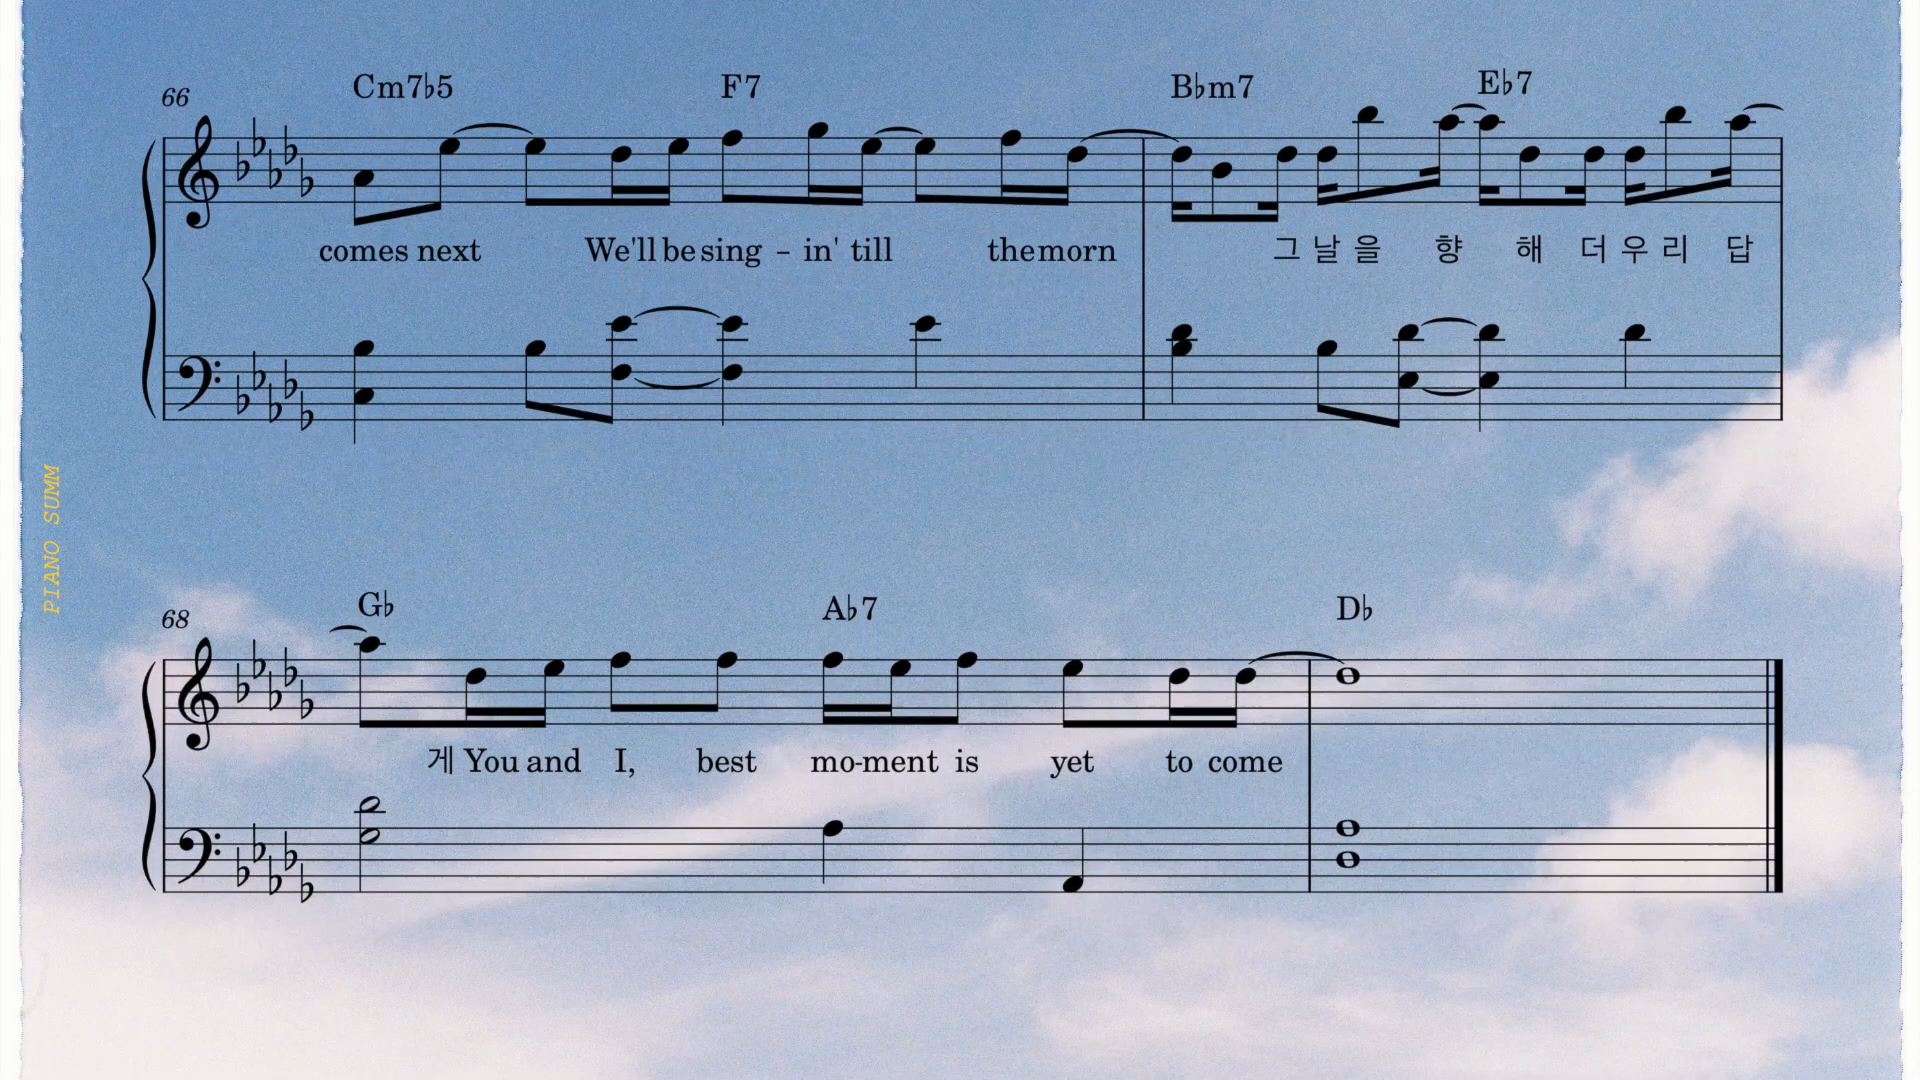 66
Cm7♭5 F7 B♭m7 E♭7
comes next We'll be sing - in' till the morn 그 날 을 향 해 더 우 리 답
PIANO SUMM
68
G♭ A♭7 D♭
게 You and I, best mo-ment is yet to come